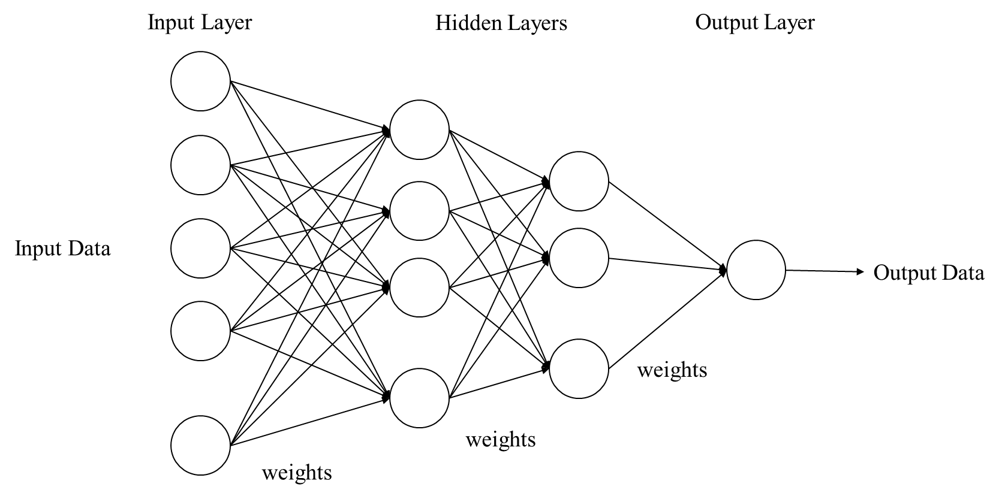 Input Layer
Hidden Layers
Output Layer
Input Data
Output Data
weights
weights
weights